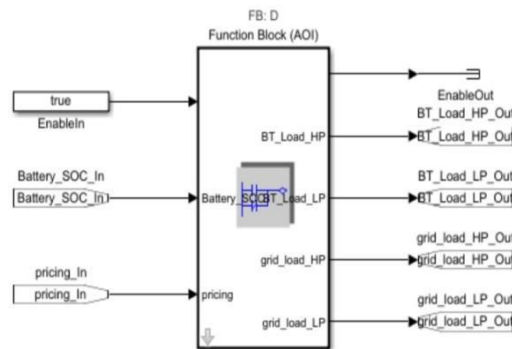 FB: D
Function Block (AOI)
true
EnableIn
EnableOut
BT_Load_HP_Out
BT_Load_HP
BT_Load_HP_Out
Battery_SOC_In
BT_Load_LP_Out
Battery_SOC_In
Battery_SOC
BT_Load_LP
BT_Load_LP_Out
grid_load_HP_Out
grid_load_HP
grid_load_HP_Out
pricing_In
pricing_In
pricing
grid_load_LP_Out
grid_load_LP
grid_load_LP_Out